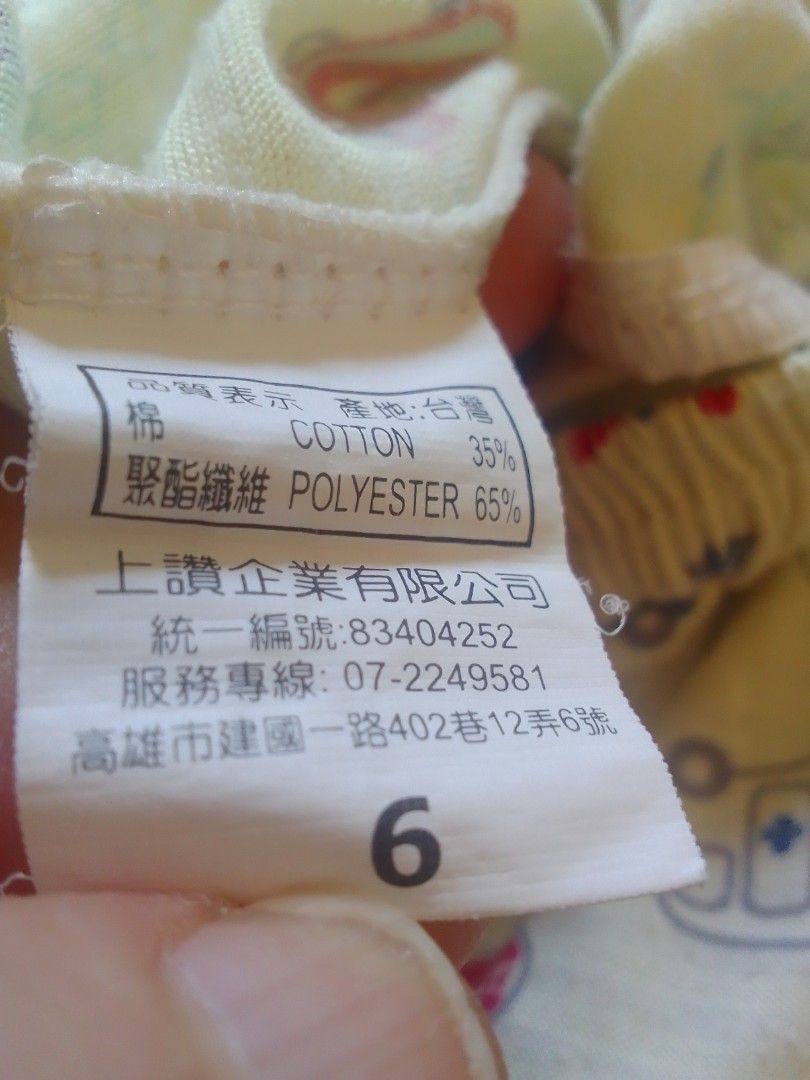 品質表示 產地:台灣
棉 COTTON 35%
聚酯纖維 POLYESTER 65%
上讚企業有限公司
統一編號:83404252
服務專線: 07-2249581
高雄市建國一路402巷12弄6號
6